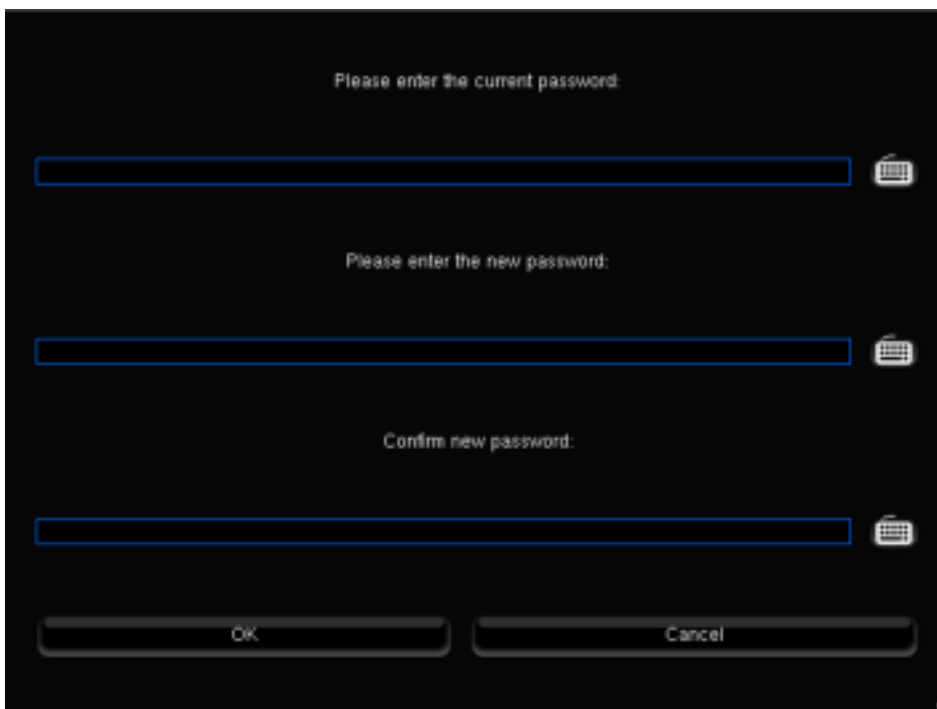 Please enter the current password:
Please enter the new password:
Confirm new password:
OK
Cancel